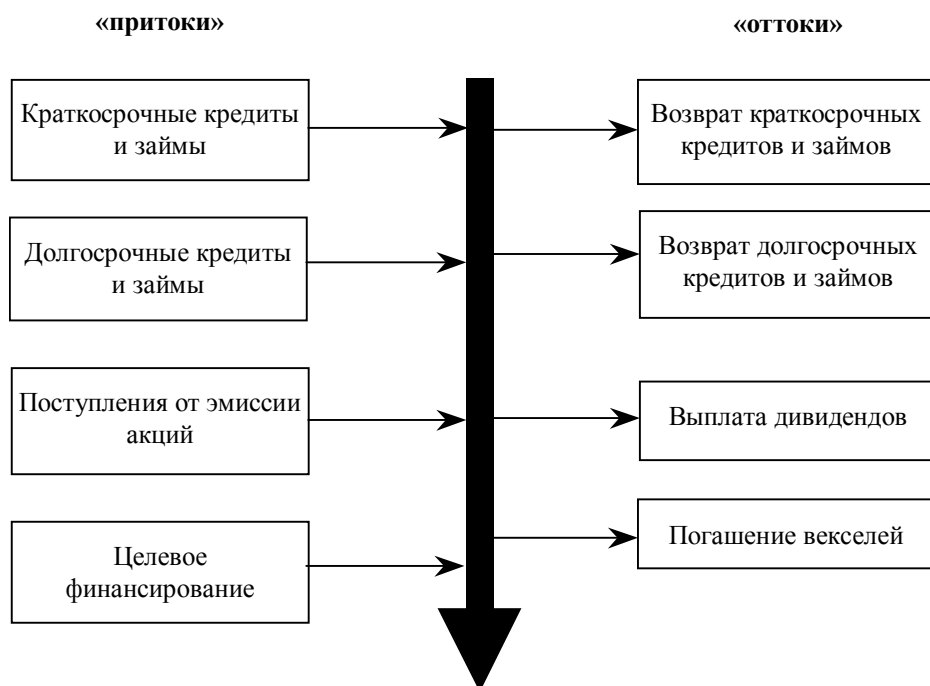 «притоки»
«оттоки»
Краткосрочные кредиты
и займы
Возврат краткосрочных
кредитов и займов
Долгосрочные кредиты
и займы
Возврат долгосрочных
кредитов и займов
Поступления от эмиссии
акций
Выплата дивидендов
Целевое
финансирование
Погашение векселей